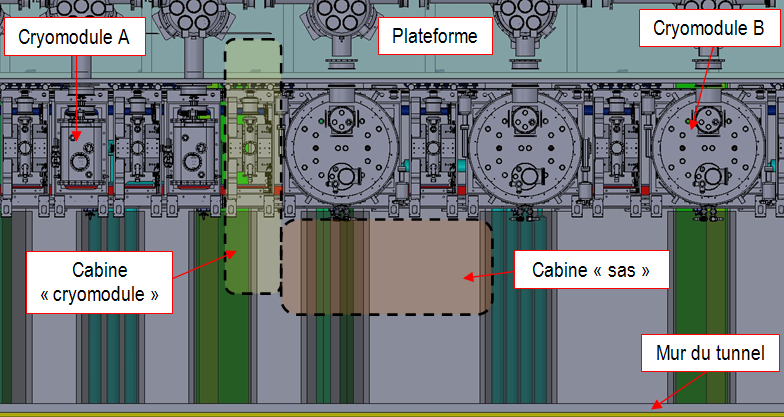 Cryomodule A
Plateforme
Cryomodule B
Cabine
« cryomodule »
Cabine « sas »
Mur du tunnel